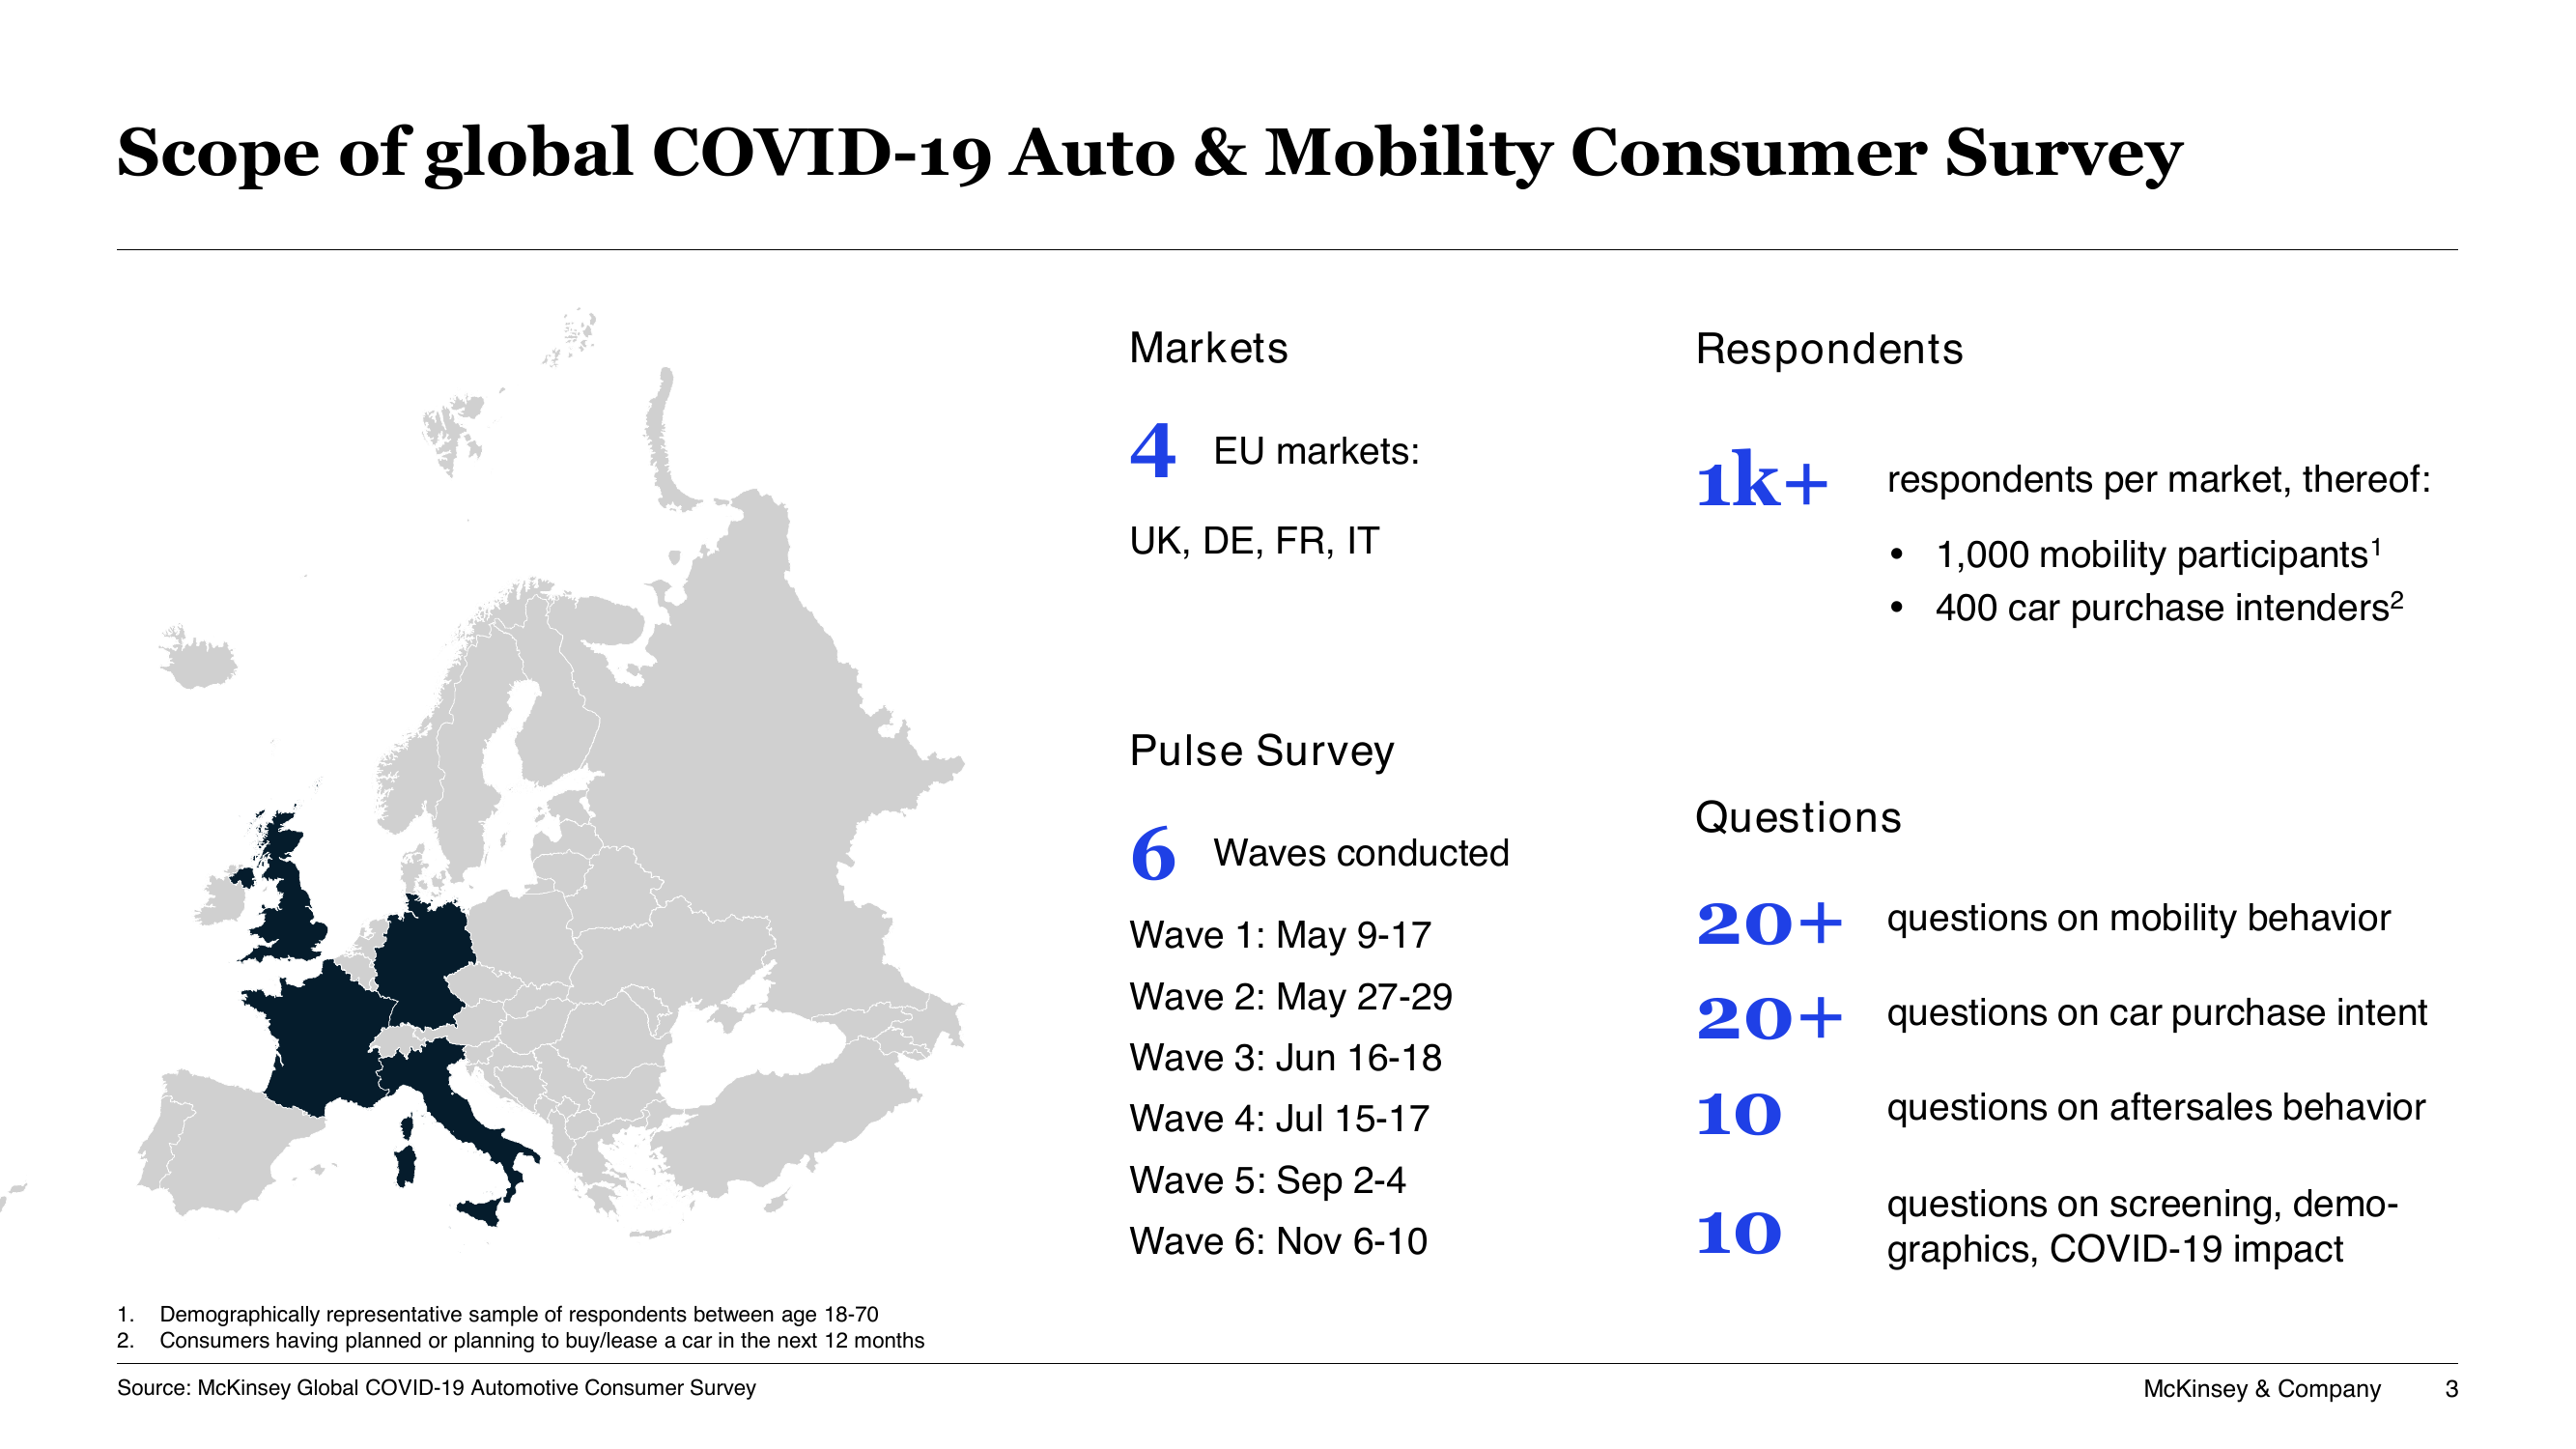 Scope of global COVID-19 Auto & Mobility Consumer Survey
Markets
4 EU markets:
UK, DE, FR, IT
Respondents
1k+ respondents per market, thereof:
• 1,000 mobility participants¹
• 400 car purchase intenders²
Pulse Survey
6 Waves conducted
Wave 1: May 9-17
Wave 2: May 27-29
Wave 3: Jun 16-18
Wave 4: Jul 15-17
Wave 5: Sep 2-4
Wave 6: Nov 6-10
Questions
20+ questions on mobility behavior
20+ questions on car purchase intent
10 questions on aftersales behavior
10 questions on screening, demo-
graphics, COVID-19 impact
1. Demographically representative sample of respondents between age 18-70
2. Consumers having planned or planning to buy/lease a car in the next 12 months
Source: McKinsey Global COVID-19 Automotive Consumer Survey
McKinsey & Company 3